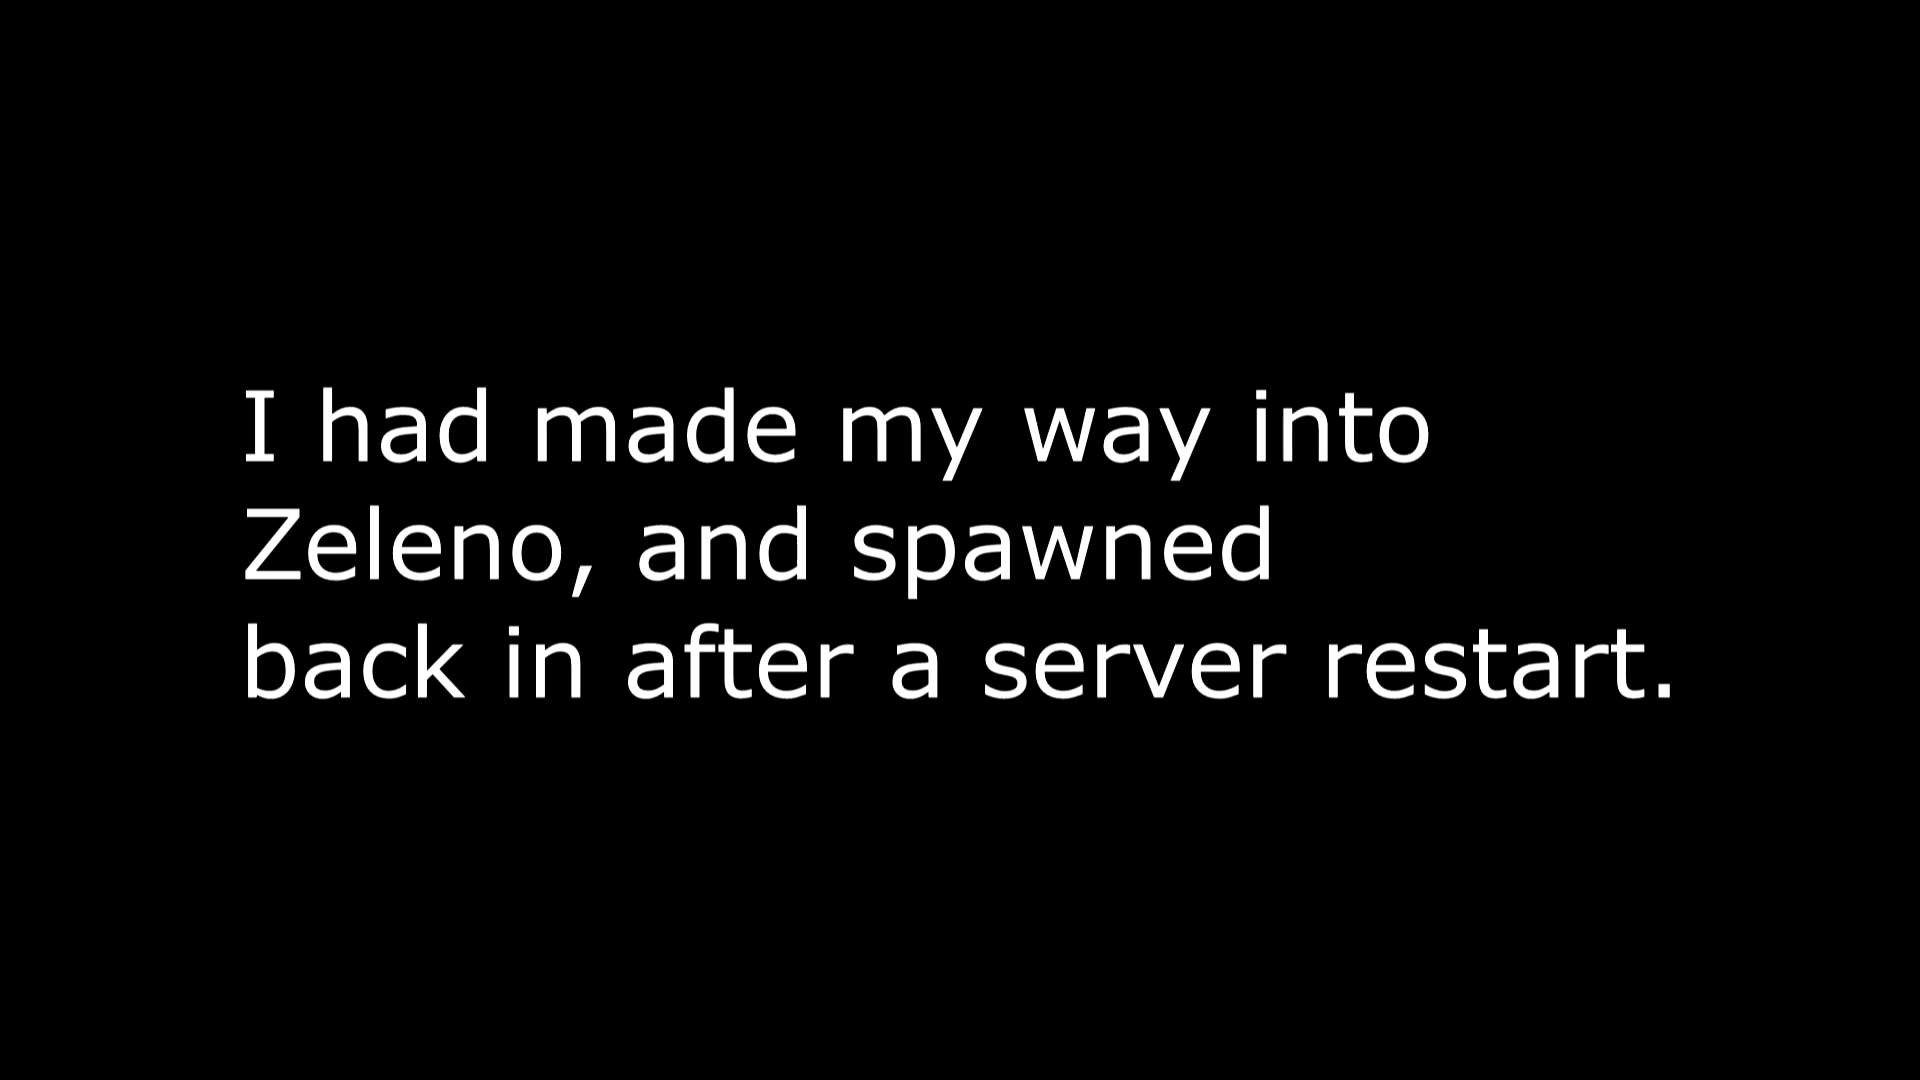 I had made my way into
Zeleno, and spawned
back in after a server restart.